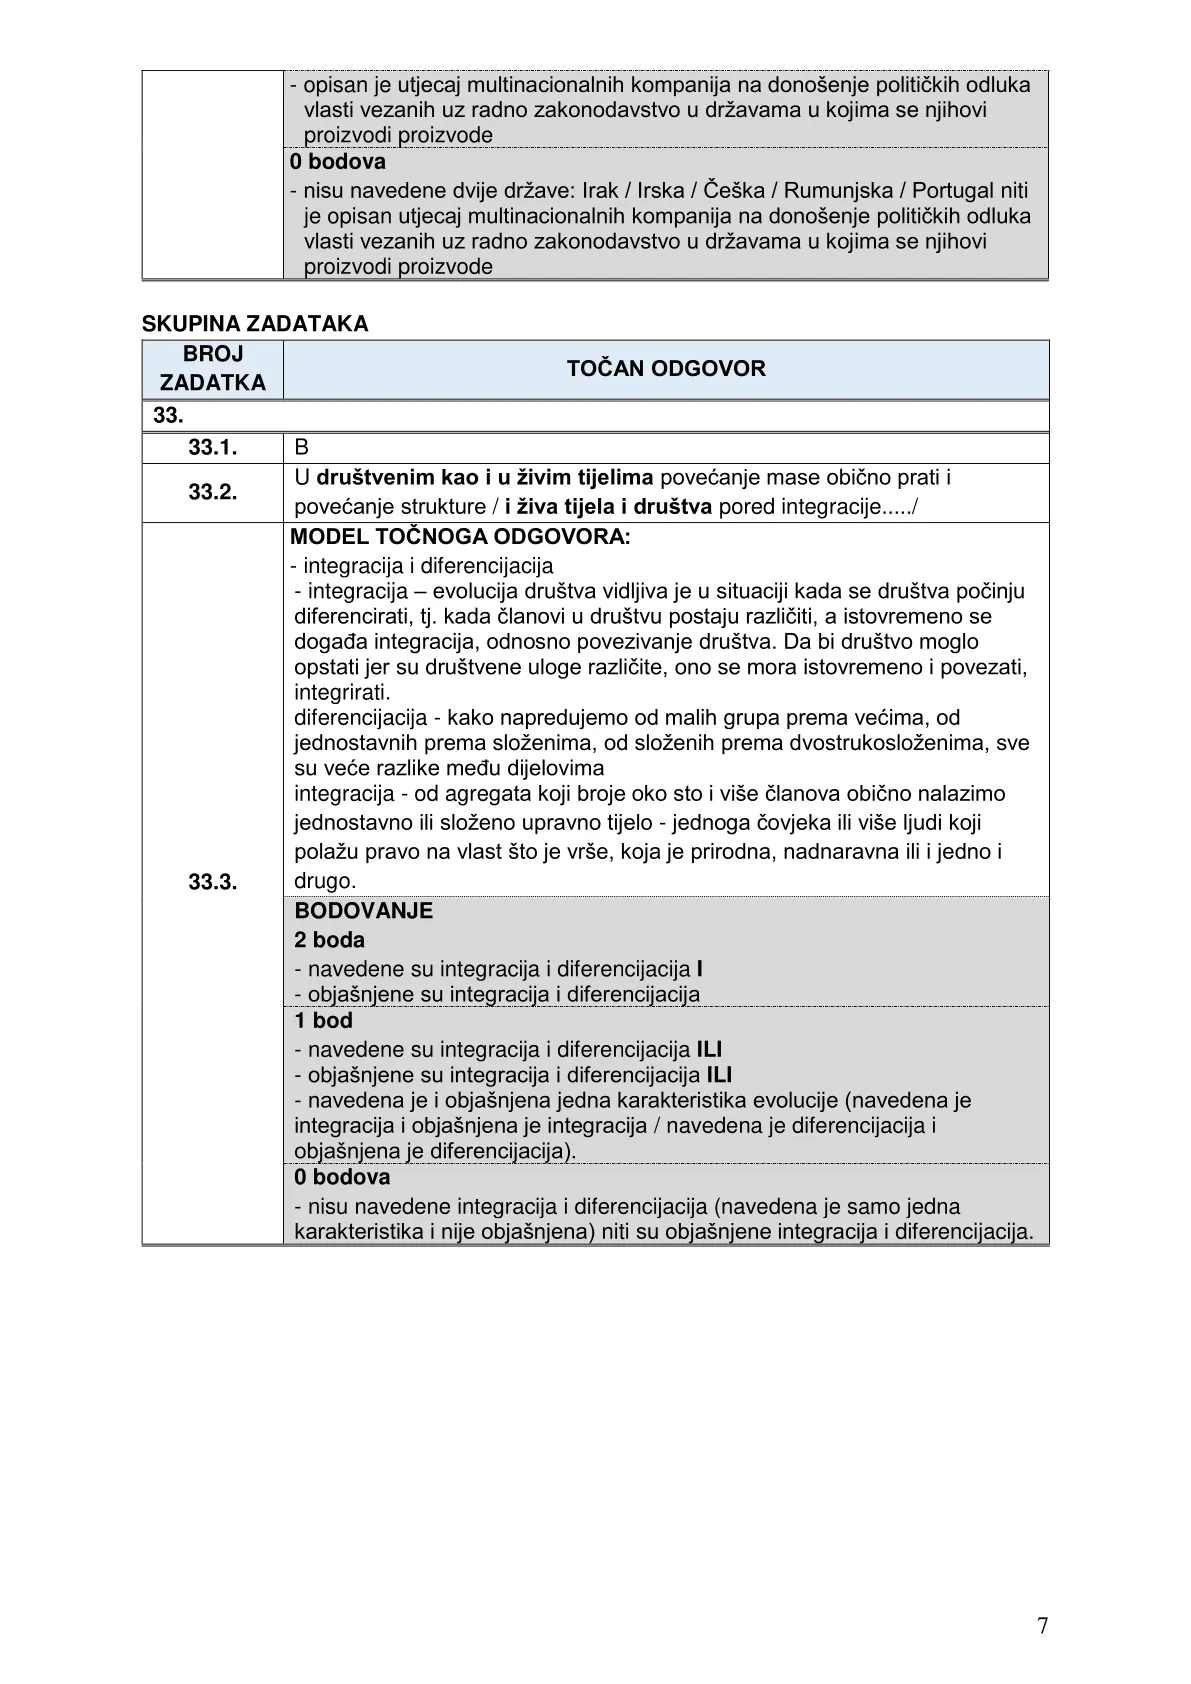 - opisan je utjecaj multinacionalnih kompanija na donošenje političkih odluka
vlasti vezanih uz radno zakonodavstvo u državama u kojima se njihovi
proizvodi proizvode
0 bodova
- nisu navedene dvije države: Irak / Irska / Češka / Rumunjska / Portugal niti
je opisan utjecaj multinacionalnih kompanija na donošenje političkih odluka
vlasti vezanih uz radno zakonodavstvo u državama u kojima se njihovi
proizvodi proizvode
SKUPINA ZADATAKA
BROJ
ZADATKA
TOČAN ODGOVOR
33.
33.1.
B
33.2.
U društvenim kao i u živim tijelima povećanje mase obično prati i
povećanje strukture / i živa tijela i društva pored integracije...../
33.3.
MODEL TOČNOGA ODGOVORA:
- integracija i diferencijacija
- integracija – evolucija društva vidljiva je u situaciji kada se društva počinju
diferencirati, tj. kada članovi u društvu postaju različiti, a istovremeno se
događa integracija, odnosno povezivanje društva. Da bi društvo moglo
opstati jer su društvene uloge različite, ono se mora istovremeno i povezati,
integrirati.
diferencijacija - kako napredujemo od malih grupa prema većima, od
jednostavnih prema složenima, od složenih prema dvostrukosloženima, sve
su veće razlike među dijelovima
integracija - od agregata koji broje oko sto i više članova obično nalazimo
jednostavno ili složeno upravno tijelo - jednoga čovjeka ili više ljudi koji
polažu pravo na vlast što je vrše, koja je prirodna, nadnaravna ili i jedno i
drugo.
BODOVANJE
2 boda
- navedene su integracija i diferencijacija I
- objašnjene su integracija i diferencijacija
1 bod
- navedene su integracija i diferencijacija ILI
- objašnjene su integracija i diferencijacija ILI
- navedena je i objašnjena jedna karakteristika evolucije (navedena je
integracija i objašnjena je integracija / navedena je diferencijacija i
objašnjena je diferencijacija).
0 bodova
- nisu navedene integracija i diferencijacija (navedena je samo jedna
karakteristika i nije objašnjena) niti su objašnjene integracija i diferencijacija.
7